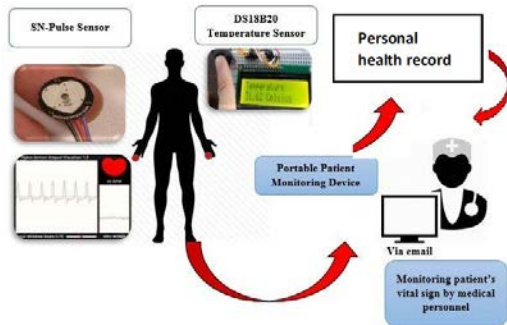 SN-Pulse Sensor
DS18B20
Temperature Sensor
Temperature
Personal
health record
Portable Patient
Monitoring Device
Via email
Monitoring patient's
vital sign by medical
personnel